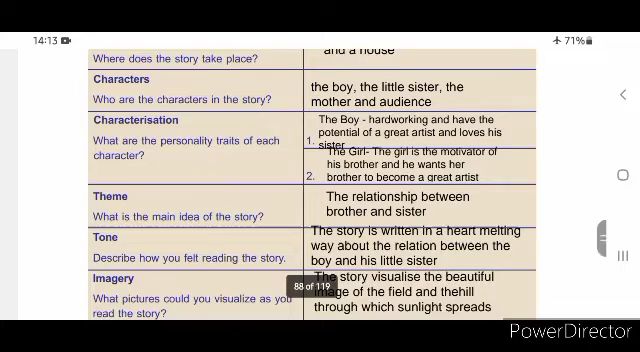 14:13 71%
and a house
Where does the story take place?
Characters
Who are the characters in the story?
the boy, the little sister, the
mother and audience
Characterisation
What are the personality traits of each
character?
The Boy - hardworking and have the
potential of a great artist and loves his
1. sister
The Girl- The girl is the motivator of
his brother and he wants her
2. brother to become a great artist
Theme
What is the main idea of the story?
The relationship between
brother and sister
Tone
Describe how you felt reading the story.
The story is written in a heart melting
way about the relation between the
boy and his little sister
Imagery
What pictures could you visualize as you
read the story?
The story visualise the beautiful
image of the field and thehill
through which sunlight spreads
88 of 119
PowerDirector